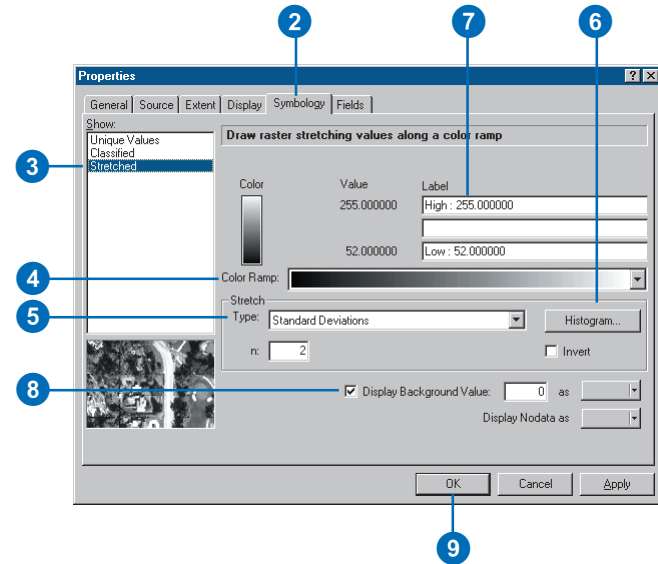 2
7
6
Properties
General Source Extent Display Symbology Fields
Show:
Unique Values
Classified
Stretched
3
Draw raster stretching values along a color ramp
Color Value Label
255.000000 High : 255.000000
52.000000 Low : 52.000000
4
Color Ramp:
Stretch
5
Type: Standard Deviations
Histogram...
n: 2
Invert
8
Display Background Value: 0 as
Display Nodata as
OK Cancel Apply
9